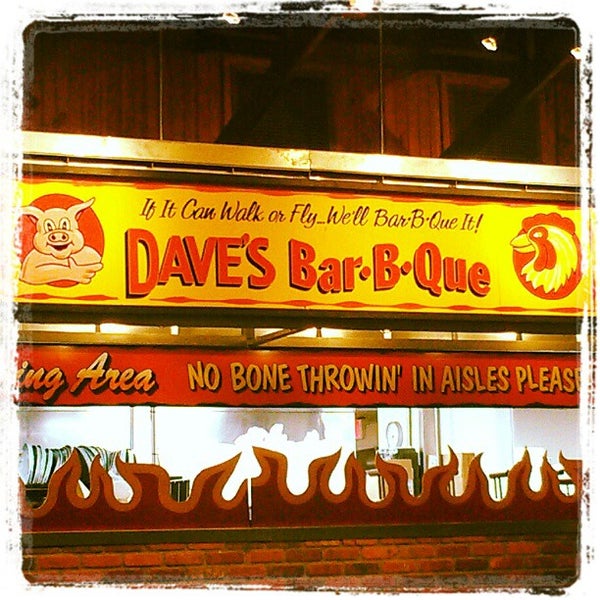 If It Can Walk or Fly...We'll Bar·B·Que It!
DAVE'S Bar·B·Que
ing Area NO BONE THROWIN' IN AISLES PLEAS